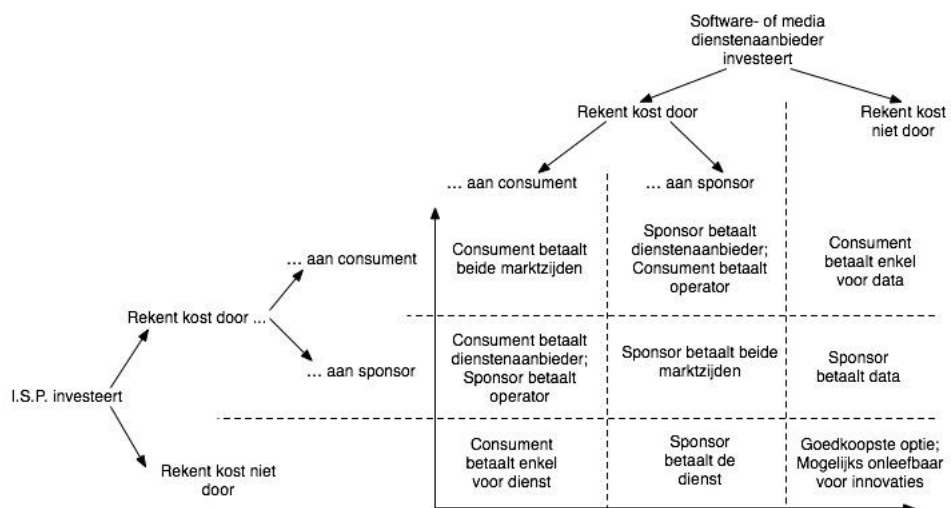 Software- of media
dienstenaanbieder
investeert
Rekent kost door
Rekent kost
niet door
... aan consument
... aan sponsor
... aan consument
Consument betaalt
beide marktzijden
Sponsor betaalt
dienstenaanbieder;
Consument betaalt
operator
Consument
betaalt enkel
voor data
Rekent kost door ...
... aan sponsor
Consument betaalt
dienstenaanbieder;
Sponsor betaalt
operator
Sponsor betaalt beide
marktzijden
Sponsor
betaalt data
I.S.P. investeert
Rekent kost niet
door
Consument
betaalt enkel
voor dienst
Sponsor
betaalt de
dienst
Goedkoopste optie;
Mogelijks onleefbaar
voor innovaties